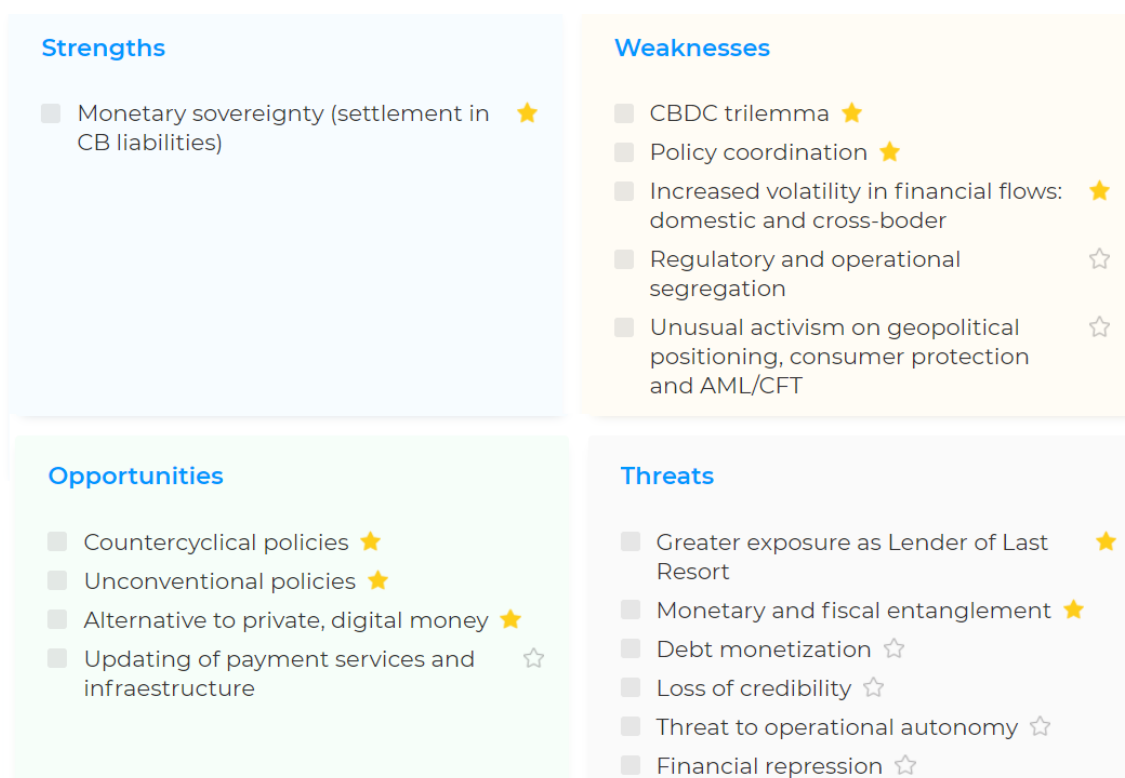 Strengths
Monetary sovereignty (settlement in
CB liabilities)
Weaknesses
CBDC trilemma
Policy coordination
Increased volatility in financial flows:
domestic and cross-boder
Regulatory and operational
segregation
Unusual activism on geopolitical
positioning, consumer protection
and AML/CFT
Opportunities
Countercyclical policies
Unconventional policies
Alternative to private, digital money
Updating of payment services and
infraestructure
Threats
Greater exposure as Lender of Last
Resort
Monetary and fiscal entanglement
Debt monetization
Loss of credibility
Threat to operational autonomy
Financial repression